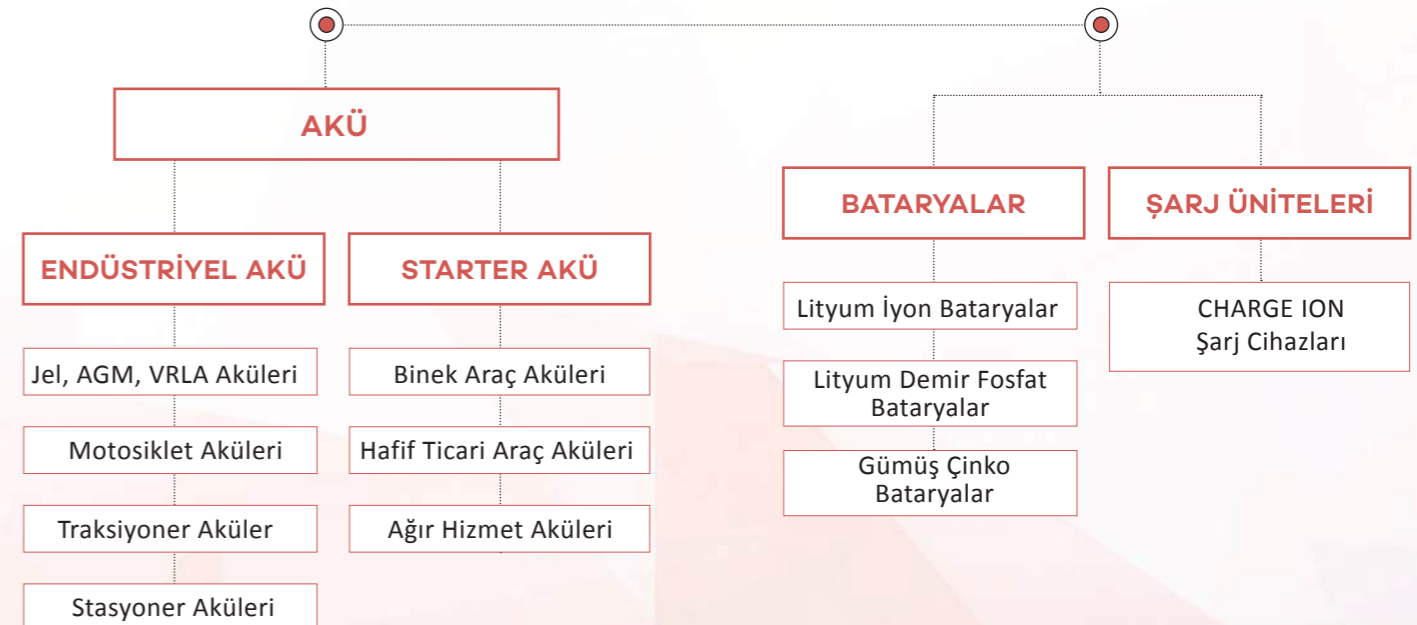 AKÜ
ENDÜSTRİYEL AKÜ
Jel, AGM, VRLA Aküleri
Motosiklet Aküleri
Traksiyoner Aküler
Stasyoner Aküleri
STARTER AKÜ
Binek Araç Aküleri
Hafif Ticari Araç Aküleri
Ağır Hizmet Aküleri
BATARYALAR
Lityum İyon Bataryalar
Lityum Demir Fosfat
Bataryalar
Gümüş Çinko
Bataryalar
ŞARJ ÜNİTELERİ
CHARGE ION
Şarj Cihazları